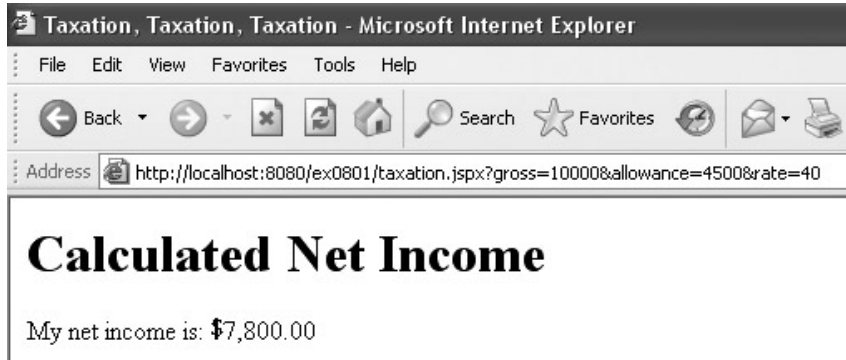 Taxation, Taxation, Taxation - Microsoft Internet Explorer
File Edit View Favorites Tools Help
Back Search Favorites
Address http://localhost:8080/ex0801/taxation.jspx?gross=10000&allowance=4500&rate=40
Calculated Net Income
My net income is: $7,800.00